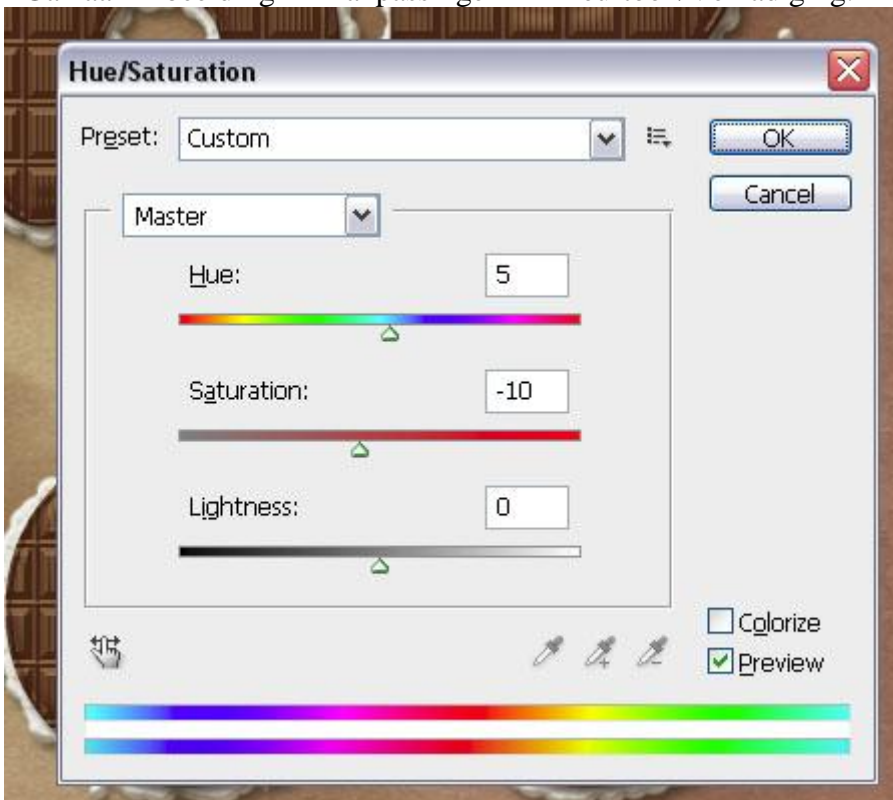 Hue/Saturation
Preset: Custom
OK
Cancel
Master
Hue: 5
Saturation: -10
Lightness: 0
Colorize
Preview